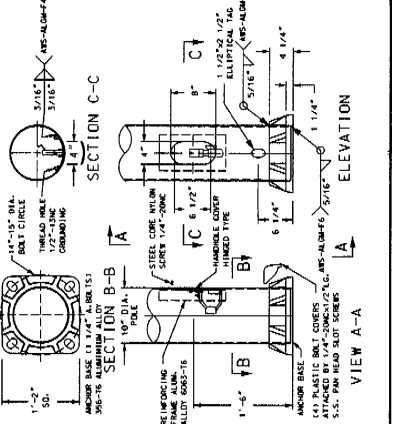 14"-15" DIA.
BOLT CIRCLE
1'-2"
SQ.
ANCHOR BASE (1 1/4" A.BOLTS)
356-T6 ALUMINUM ALLOY
SECTION B-B
THREAD HOLE
1/2"-13NC
GROUNDING
3/16"
3/16"
AWS-ALGM-F4
4"
SECTION C-C
A
REINFORCING
FRAME ALUM.
ALLOY 6063-T6
10" DIA.
POLE
STEEL CORE NYLON
SCREW 1/4"-20NC
HANDHOLE COVER
HINGED TYPE
B
B
1'-6"
ANCHOR BASE
(4) PLASTIC BOLT COVERS
ATTACHED BY 1/4"-20NCx1/2"LG.
S.S. PAN HEAD SLOT SCREWS
VIEW A-A
C
C
8"
4"
6 1/2"
1 1/2"x2 1/2"
ELLIPTICAL TAG
5/16"
AWS-ALGM
4 1/4"
6 1/4"
1 1/4"
AWS-ALGM-F6
5/16"
A
ELEVATION